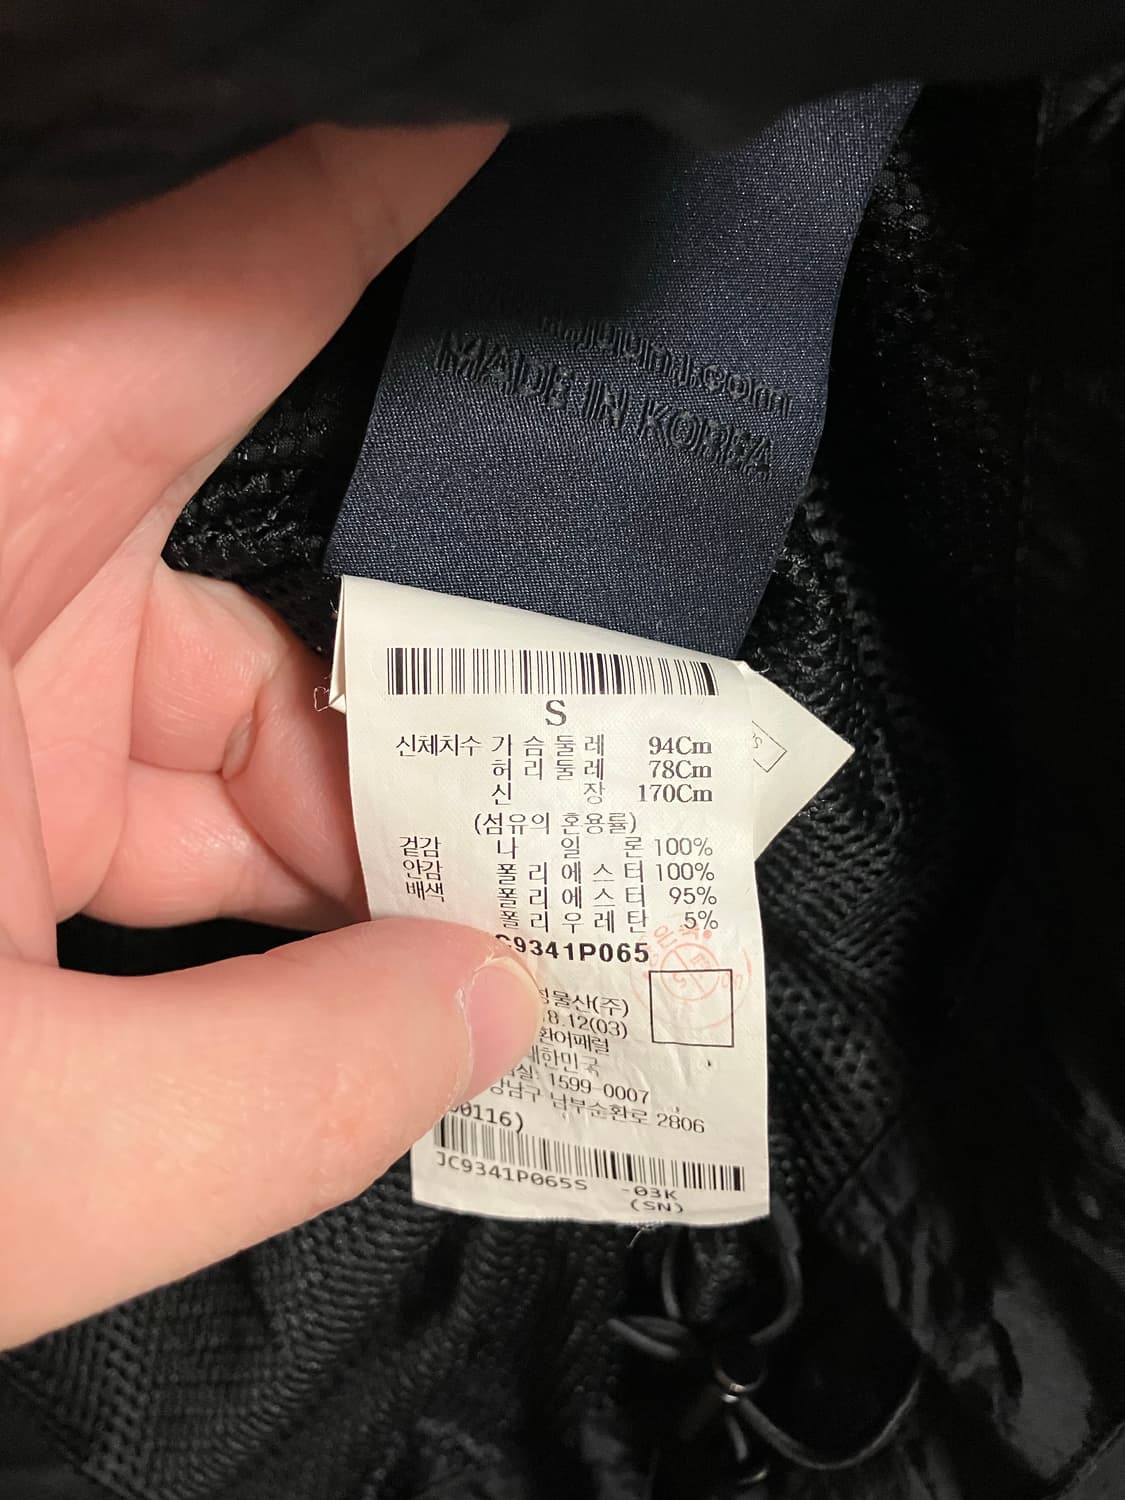 MADE IN KOREA
S
신체치수 가슴둘레 94Cm
허리둘레 78Cm
신장 170Cm
(섬유의 혼용률)
겉감 나일론 100%
안감 폴리에스터 100%
배색 폴리에스터 95%
폴리우레탄 5%
C9341P065
물산(주)
8.12(03)
환어패럴
대한민국
1599-0007
강남구 남부순환로 2806
00116)
JC9341P065S -03K
(SN)